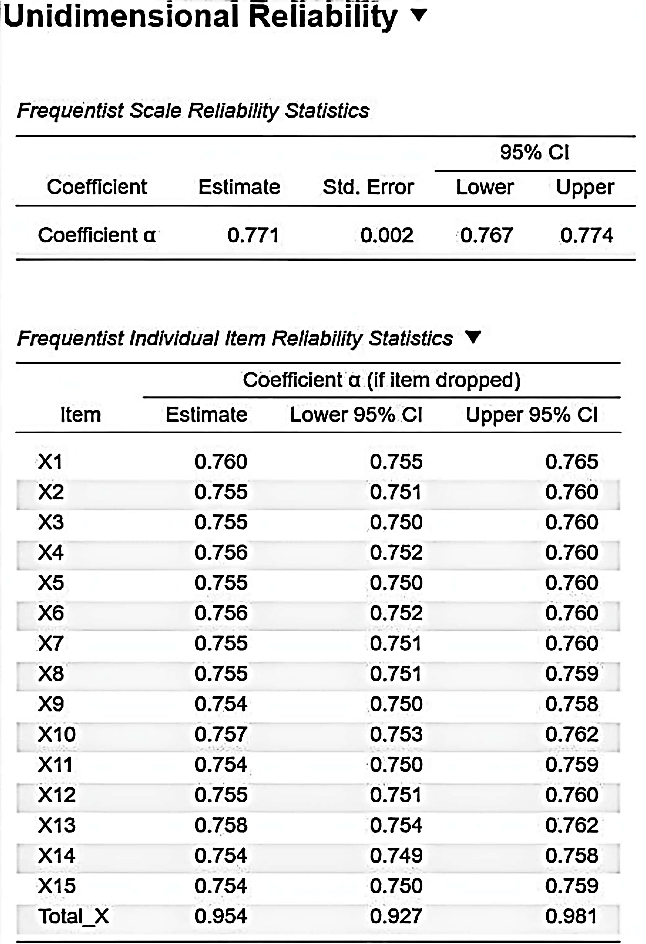 Unidimensional Reliability ▼
Frequentist Scale Reliability Statistics
95% CI
Coefficient Estimate Std. Error Lower Upper
Coefficient α 0.771 0.002 0.767 0.774
Frequentist Individual Item Reliability Statistics ▼
Coefficient α (if item dropped)
Item Estimate Lower 95% CI Upper 95% CI
X1 0.760 0.755 0.765
X2 0.755 0.751 0.760
X3 0.755 0.750 0.760
X4 0.756 0.752 0.760
X5 0.755 0.750 0.760
X6 0.756 0.752 0.760
X7 0.755 0.751 0.760
X8 0.755 0.751 0.759
X9 0.754 0.750 0.758
X10 0.757 0.753 0.762
X11 0.754 0.750 0.759
X12 0.755 0.751 0.760
X13 0.758 0.754 0.762
X14 0.754 0.749 0.758
X15 0.754 0.750 0.759
Total_X 0.954 0.927 0.981